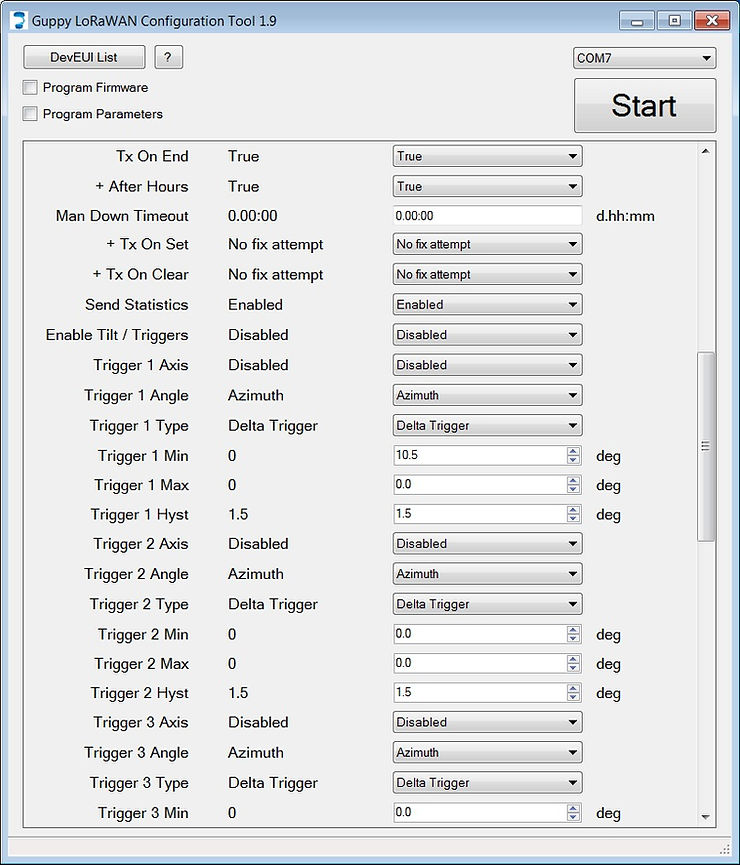 Guppy LoRaWAN Configuration Tool 1.9
DevEUI List ? COM7
Program Firmware
Program Parameters
Start
Tx On End True True
+ After Hours True True
Man Down Timeout 0.00:00 0.00:00 d.hh:mm
+ Tx On Set No fix attempt No fix attempt
+ Tx On Clear No fix attempt No fix attempt
Send Statistics Enabled Enabled
Enable Tilt / Triggers Disabled Disabled
Trigger 1 Axis Disabled Disabled
Trigger 1 Angle Azimuth Azimuth
Trigger 1 Type Delta Trigger Delta Trigger
Trigger 1 Min 0 10.5 deg
Trigger 1 Max 0 0.0 deg
Trigger 1 Hyst 1.5 1.5 deg
Trigger 2 Axis Disabled Disabled
Trigger 2 Angle Azimuth Azimuth
Trigger 2 Type Delta Trigger Delta Trigger
Trigger 2 Min 0 0.0 deg
Trigger 2 Max 0 0.0 deg
Trigger 2 Hyst 1.5 1.5 deg
Trigger 3 Axis Disabled Disabled
Trigger 3 Angle Azimuth Azimuth
Trigger 3 Type Delta Trigger Delta Trigger
Trigger 3 Min 0 0.0 deg